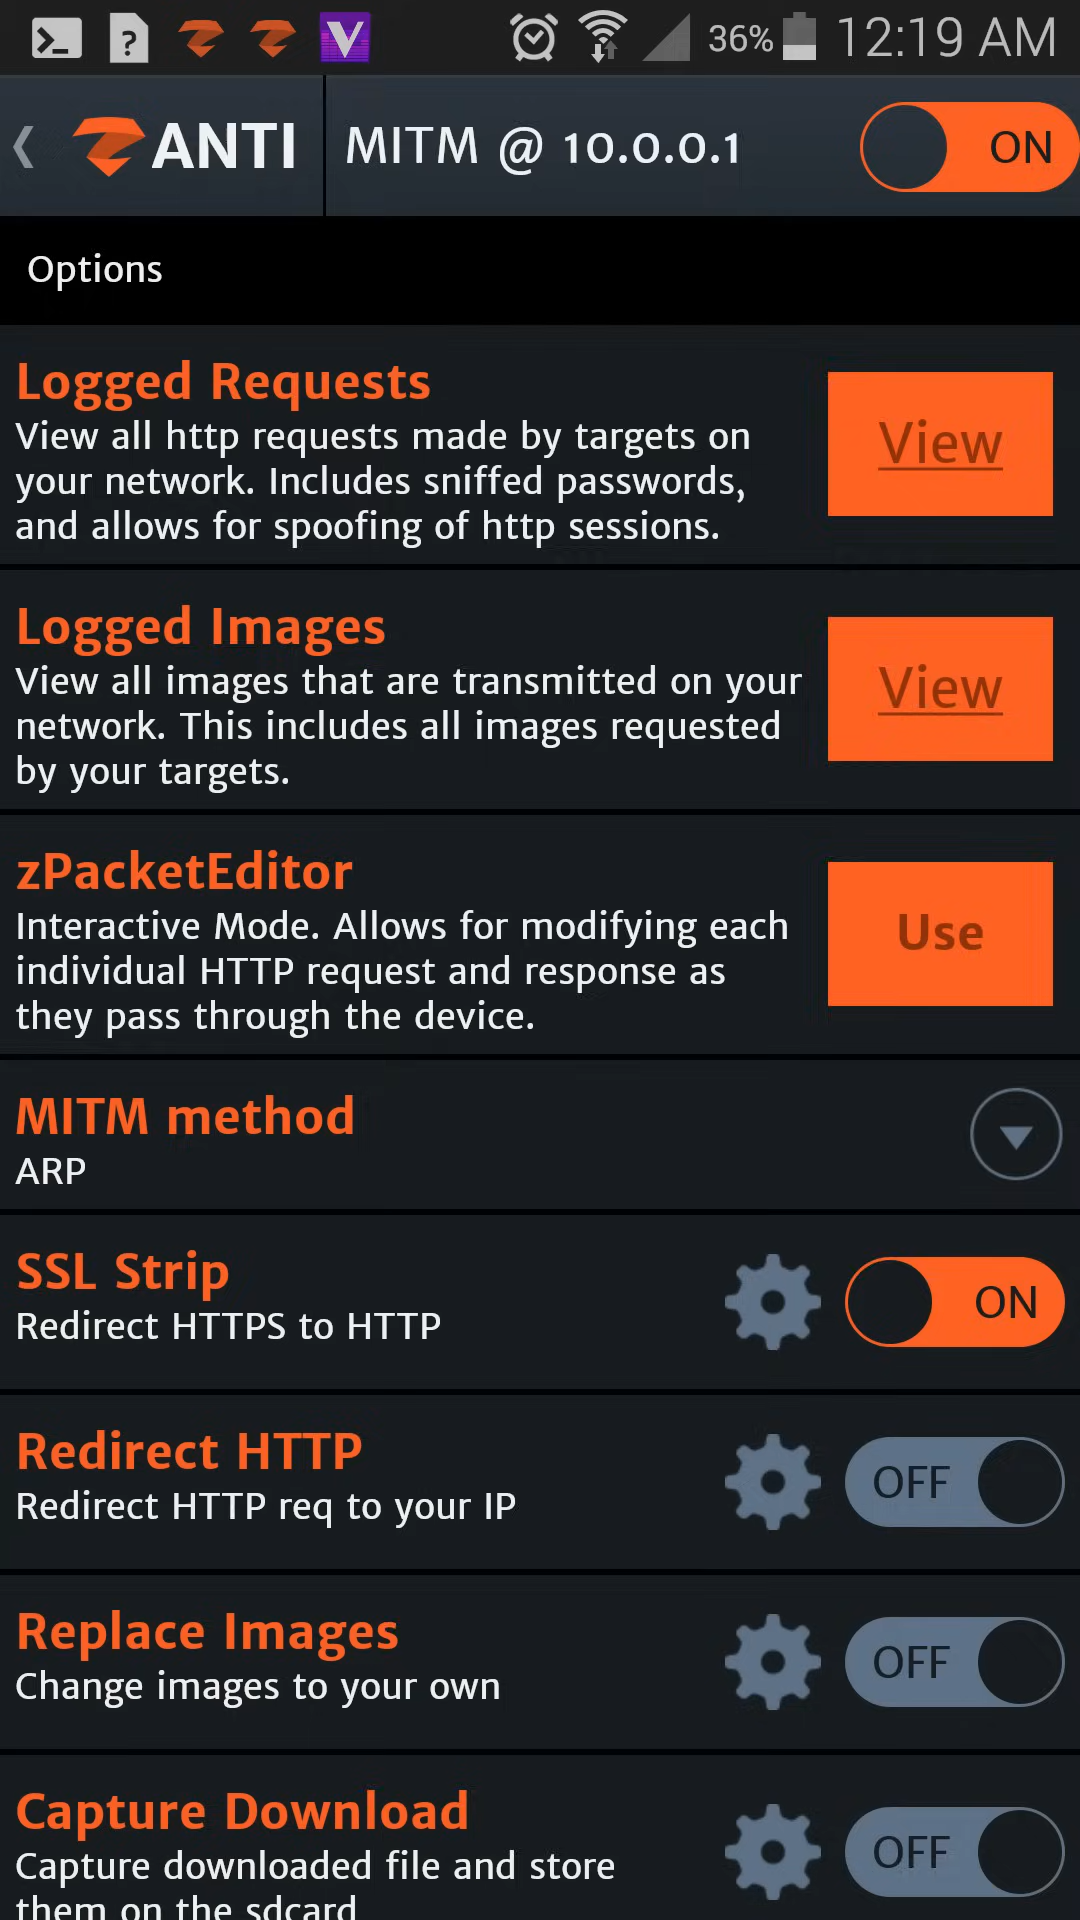 36% 12:19 AM
ANTI MITM @ 10.0.0.1 ON
Options
Logged Requests
View all http requests made by targets on
your network. Includes sniffed passwords,
and allows for spoofing of http sessions.
View
Logged Images
View all images that are transmitted on your
network. This includes all images requested
by your targets.
View
zPacketEditor
Interactive Mode. Allows for modifying each
individual HTTP request and response as
they pass through the device.
Use
MITM method
ARP
SSL Strip
Redirect HTTPS to HTTP
ON
Redirect HTTP
Redirect HTTP req to your IP
OFF
Replace Images
Change images to your own
OFF
Capture Download
Capture downloaded file and store
them on the sdcard
OFF